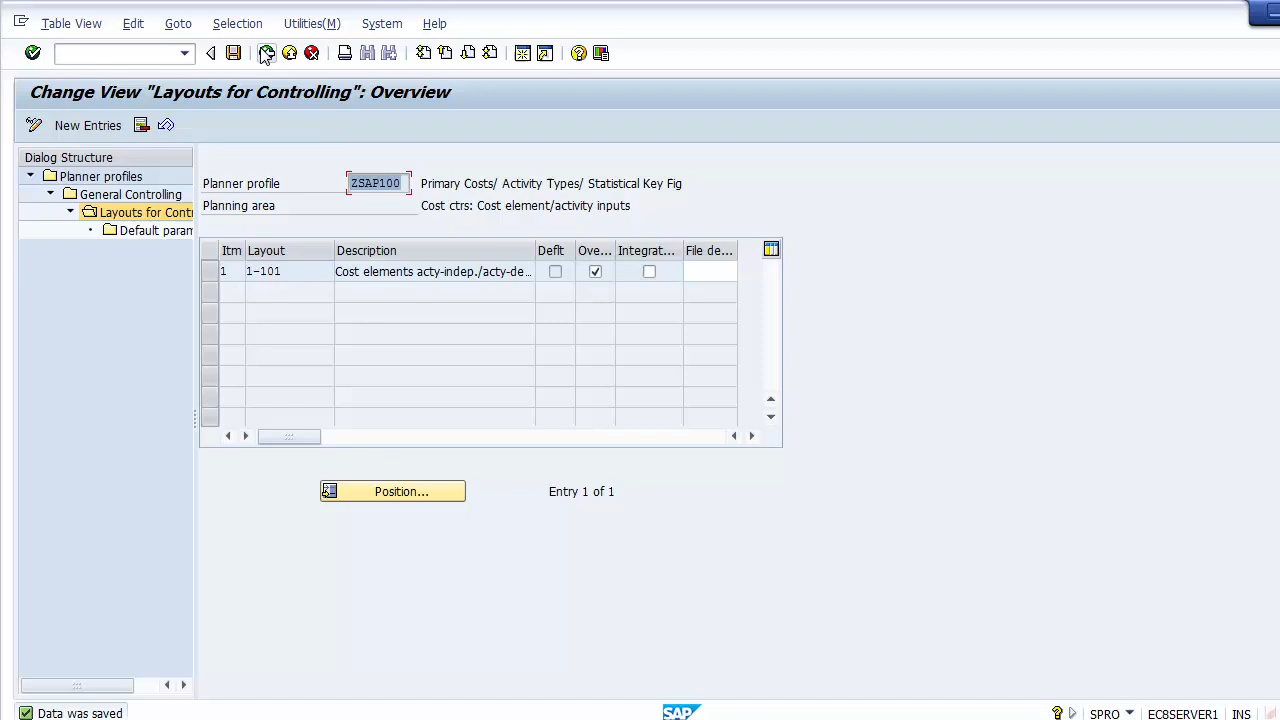 Table View Edit Goto Selection Utilities(M) System Help
Change View "Layouts for Controlling": Overview
New Entries
Dialog Structure
Planner profiles
General Controlling
Layouts for Cont
Default param
Planner profile ZSAP100 Primary Costs/ Activity Types/ Statistical Key Fig
Planning area Cost ctrs: Cost element/activity inputs
Itm Layout Description Deflt Ove... Integrat... File de...
1 1-101 Cost elements acty-indep./acty-de...
Position... Entry 1 of 1
Data was saved SAP SPRO EC8SERVER1 INS